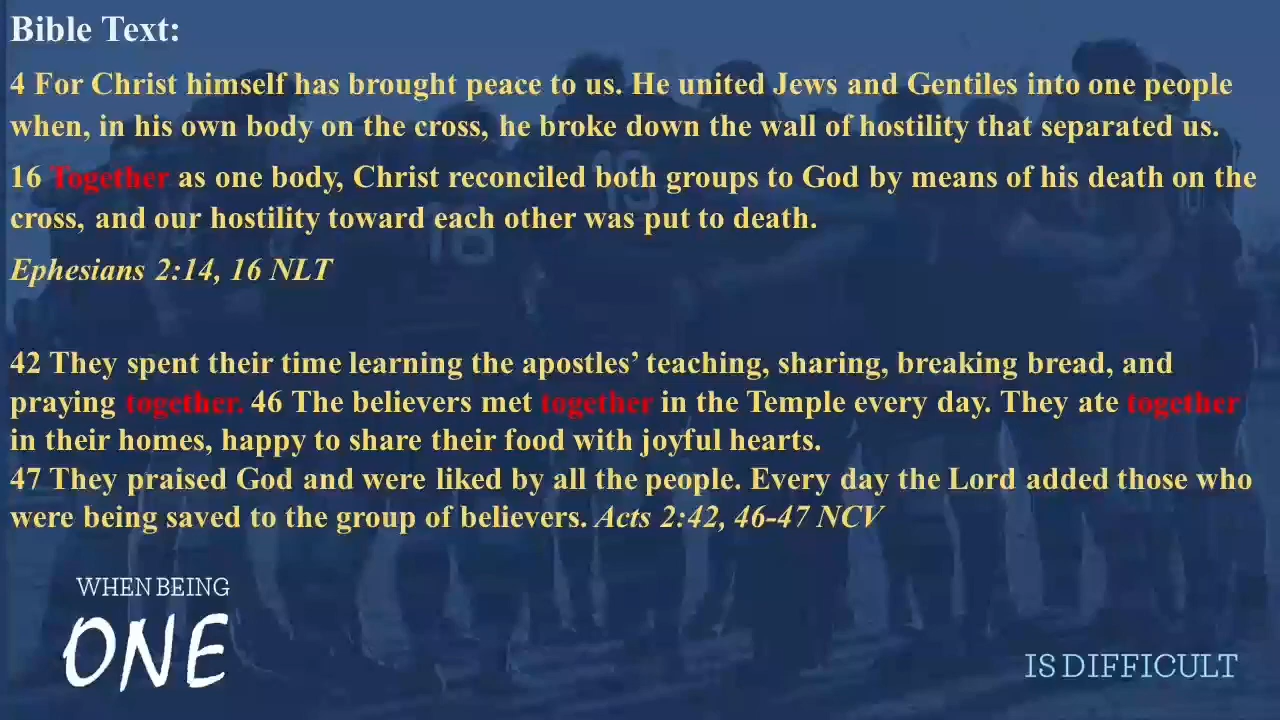 Bible Text:
4 For Christ himself has brought peace to us. He united Jews and Gentiles into one people
when, in his own body on the cross, he broke down the wall of hostility that separated us.
16 Together as one body, Christ reconciled both groups to God by means of his death on the
cross, and our hostility toward each other was put to death.
Ephesians 2:14, 16 NLT
42 They spent their time learning the apostles’ teaching, sharing, breaking bread, and
praying together. 46 The believers met together in the Temple every day. They ate together
in their homes, happy to share their food with joyful hearts.
47 They praised God and were liked by all the people. Every day the Lord added those who
were being saved to the group of believers. Acts 2:42, 46-47 NCV
WHEN BEING
ONE
IS DIFFICULT
16
13